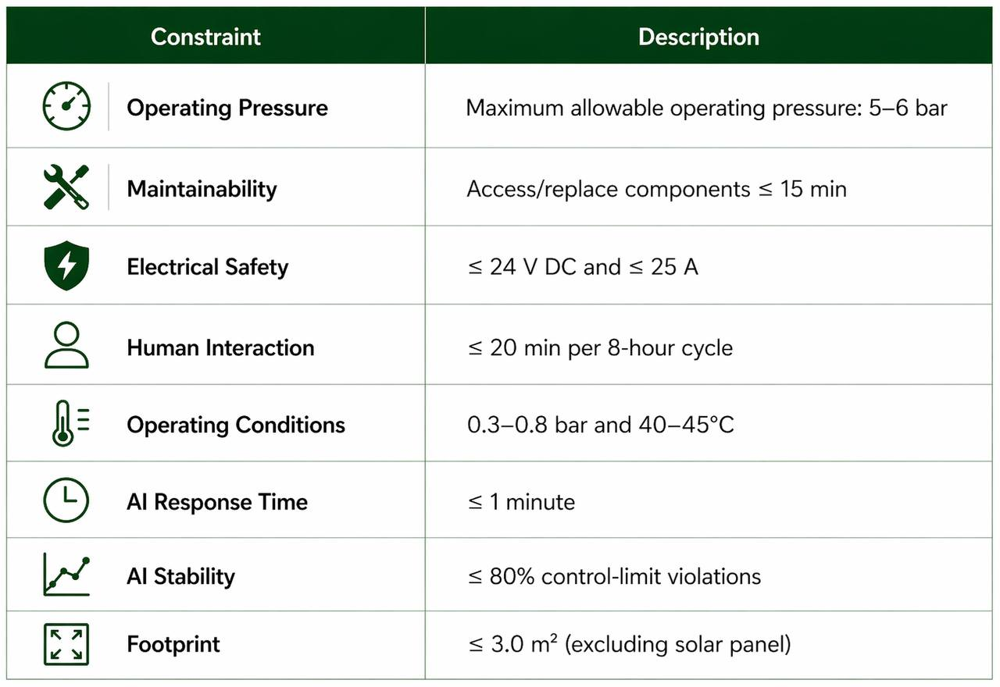 Constraint Description
Operating Pressure Maximum allowable operating pressure: 5–6 bar
Maintainability Access/replace components ≤ 15 min
Electrical Safety ≤ 24 V DC and ≤ 25 A
Human Interaction ≤ 20 min per 8-hour cycle
Operating Conditions 0.3–0.8 bar and 40–45°C
AI Response Time ≤ 1 minute
AI Stability ≤ 80% control-limit violations
Footprint ≤ 3.0 m² (excluding solar panel)